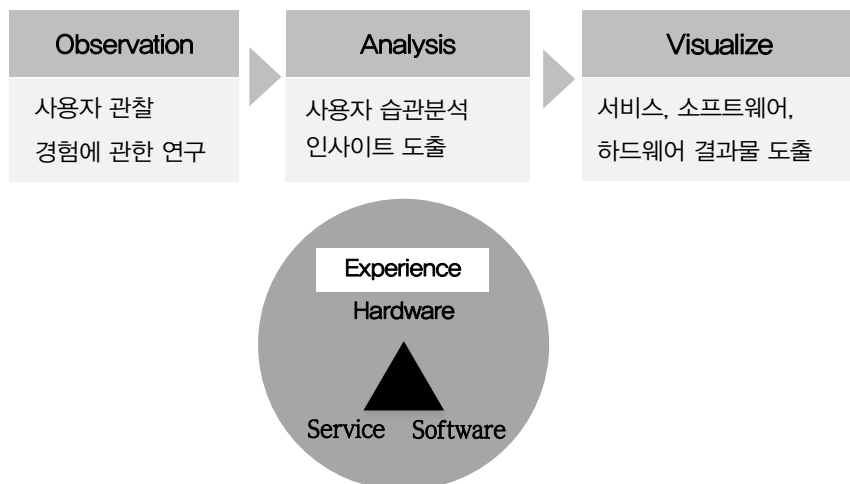 Observation
사용자 관찰
경험에 관한 연구
Analysis
사용자 습관분석
인사이트 도출
Visualize
서비스, 소프트웨어,
하드웨어 결과물 도출
Experience
Hardware
Service Software